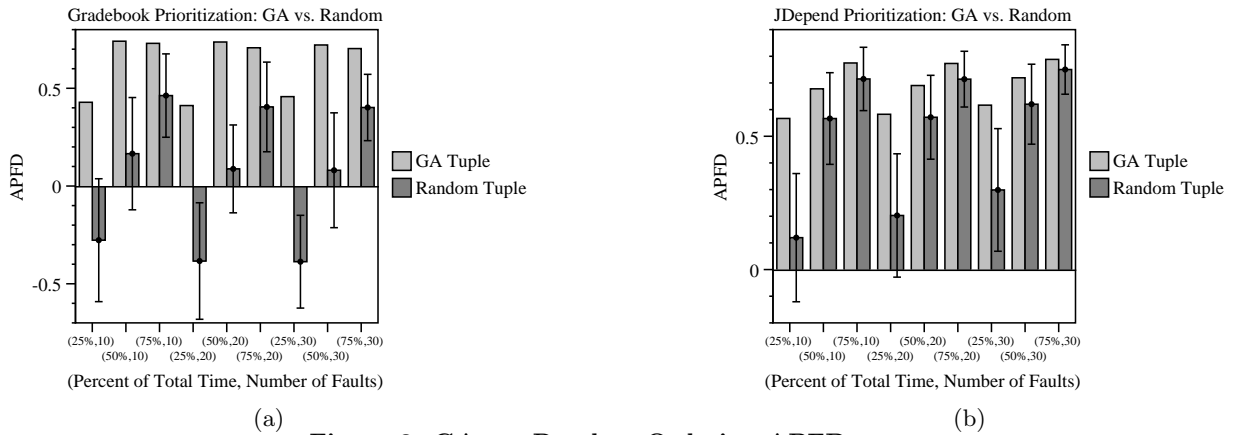 Gradebook Prioritization: GA vs. Random
APFD
0.5
0
-0.5
(25%,10) (75%,10) (50%,20) (25%,30) (75%,30)
(50%,10) (25%,20) (75%,20) (50%,30)
(Percent of Total Time, Number of Faults)
GA Tuple
Random Tuple
(a)
JDepend Prioritization: GA vs. Random
APFD
0.5
0
(25%,10) (75%,10) (50%,20) (25%,30) (75%,30)
(50%,10) (25%,20) (75%,20) (50%,30)
(Percent of Total Time, Number of Faults)
GA Tuple
Random Tuple
(b)